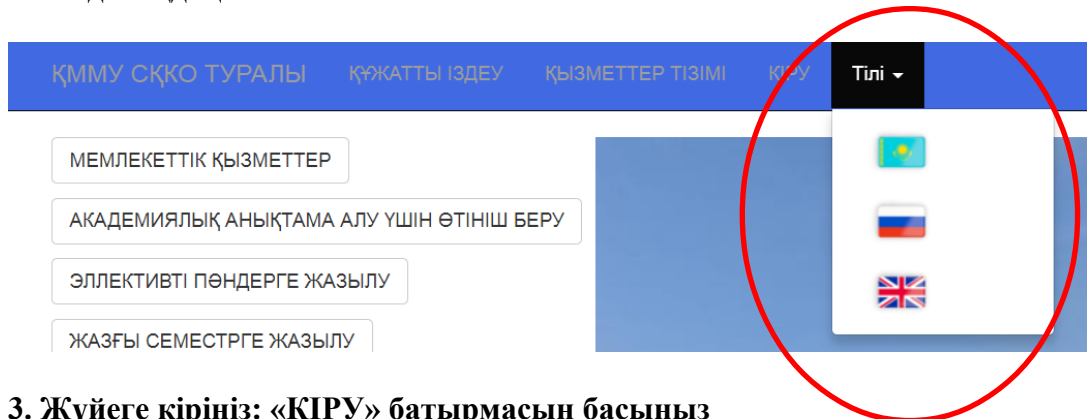 ҚММУ СҚКО ТУРАЛЫ ҚҰЖАТТЫ ІЗДЕУ ҚЫЗМЕТТЕР ТІЗІМІ КІРУ Тілі
МЕМЛЕКЕТТІК ҚЫЗМЕТТЕР
АКАДЕМИЯЛЫҚ АНЫҚТАМА АЛУ ҮШІН ӨТІНІШ БЕРУ
ЭЛЛЕКТИВТІ ПӘНДЕРГЕ ЖАЗЫЛУ
ЖАЗҒЫ СЕМЕСТРГЕ ЖАЗЫЛУ
3. Жүйеге кіріңіз: «КІРУ» батырмасын басыңыз